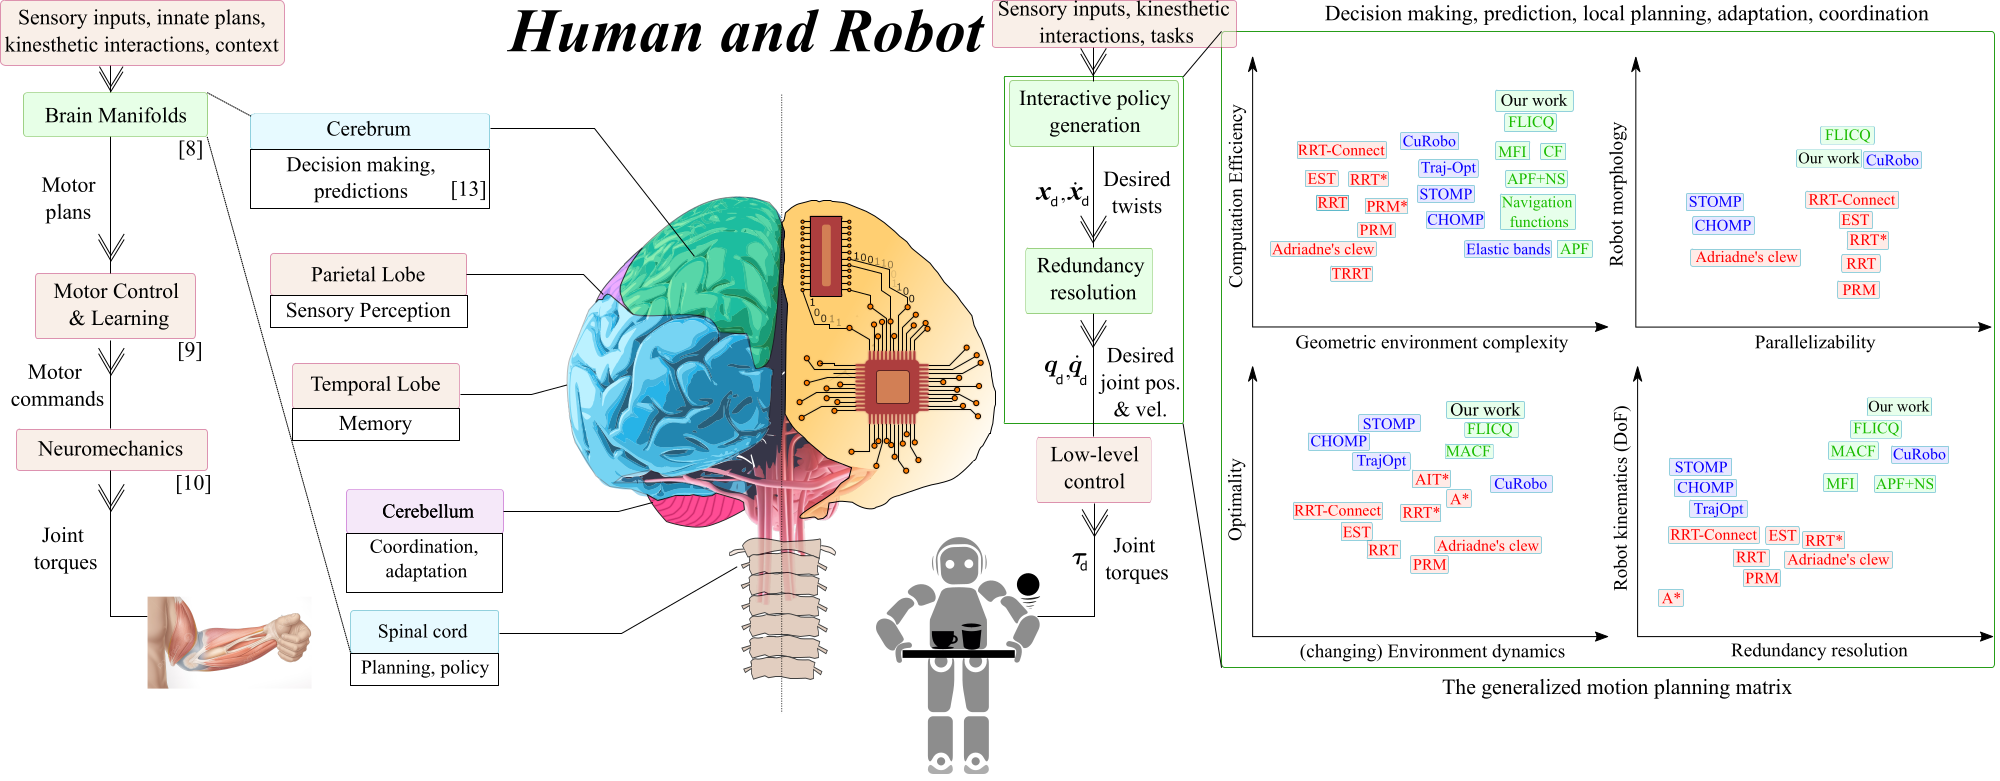 Human and Robot
Sensory inputs, innate plans,
kinesthetic interactions, context
Brain Manifolds
[8]
Motor
plans
Motor Control
& Learning
[9]
Motor
commands
Neuromechanics
[10]
Joint
torques
Cerebrum
Decision making,
predictions
[13]
Parietal Lobe
Sensory Perception
Temporal Lobe
Memory
Cerebellum
Coordination,
adaptation
Spinal cord
Planning, policy
Sensory inputs, kinesthetic
interactions, tasks
Interactive policy
generation
x_d, ẋ_d
Desired
twists
Redundancy
resolution
q_d, q̇_d
Desired
joint pos.
& vel.
Low-level
control
τ_d
Joint
torques
Decision making, prediction, local planning, adaptation, coordination
Computation Efficiency
Our work
FLICQ
RRT-Connect
CuRobo
MFI
CF
Traj-Opt
EST
RRT*
APF+NS
STOMP
RRT
PRM*
Navigation
functions
CHOMP
PRM
Adriadne's clew
Elastic bands
APF
TRRT
Geometric environment complexity
Robot morphology
FLICQ
Our work
CuRobo
STOMP
RRT-Connect
CHOMP
EST
RRT*
Adriadne's clew
RRT
PRM
Parallelizability
Optimality
Our work
STOMP
FLICQ
CHOMP
MACF
TrajOpt
AIT*
CuRobo
A*
RRT-Connect
RRT*
EST
RRT
Adriadne's clew
PRM
(changing) Environment dynamics
Robot kinematics (DoF)
Our work
FLICQ
MACF
CuRobo
STOMP
CHOMP
MFI
APF+NS
TrajOpt
RRT-Connect
EST
RRT*
RRT
Adriadne's clew
PRM
A*
Redundancy resolution
The generalized motion planning matrix